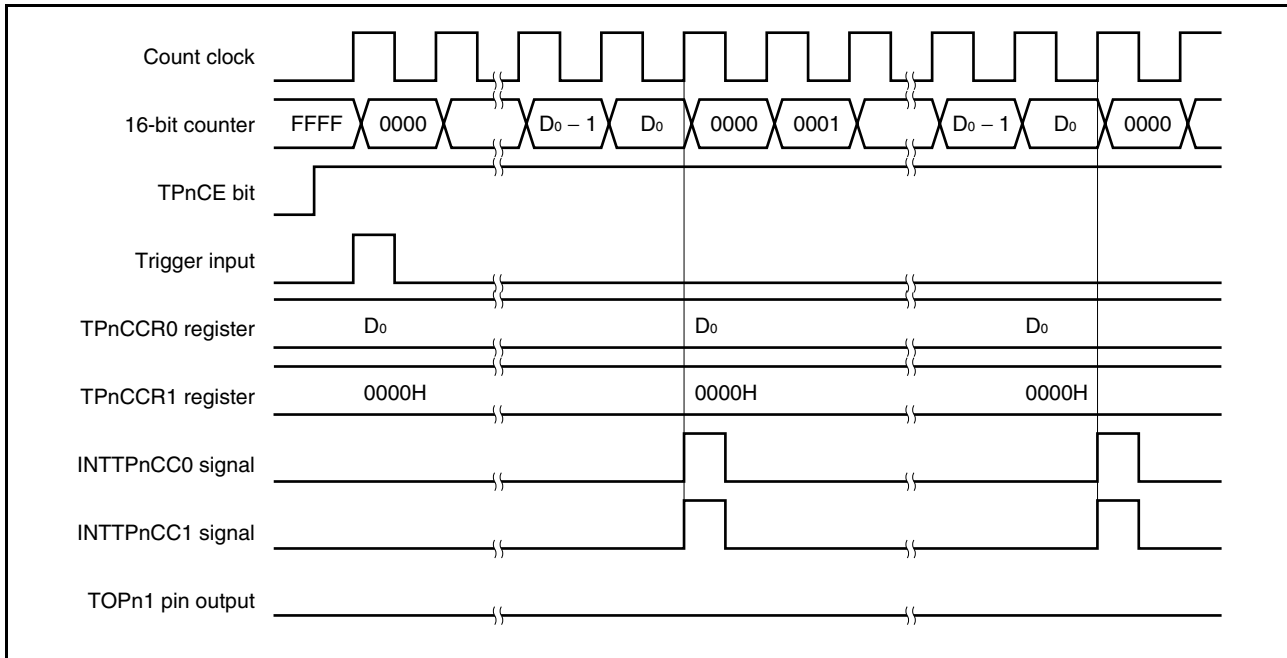 Count clock
16-bit counter FFFF 0000 D₀ − 1 D₀ 0000 0001 D₀ − 1 D₀ 0000
TPnCE bit
Trigger input
TPnCCR0 register D₀ D₀ D₀
TPnCCR1 register 0000H 0000H 0000H
INTTPnCC0 signal
INTTPnCC1 signal
TOPn1 pin output